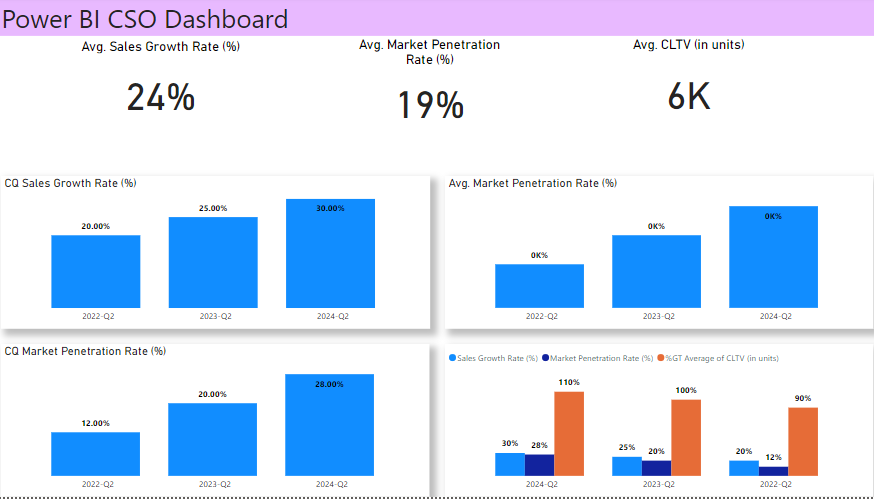 Power BI CSO Dashboard
Avg. Sales Growth Rate (%)
24%
Avg. Market Penetration
Rate (%)
19%
Avg. CLTV (in units)
6K
CQ Sales Growth Rate (%)
20.00%
25.00%
30.00%
2022-Q2
2023-Q2
2024-Q2
Avg. Market Penetration Rate (%)
0K%
0K%
0K%
2022-Q2
2023-Q2
2024-Q2
CQ Market Penetration Rate (%)
12.00%
20.00%
28.00%
2022-Q2
2023-Q2
2024-Q2
Sales Growth Rate (%) Market Penetration Rate (%) %GT Average of CLTV (in units)
30% 28% 110%
25% 20% 100%
20% 12% 90%
2024-Q2
2023-Q2
2022-Q2